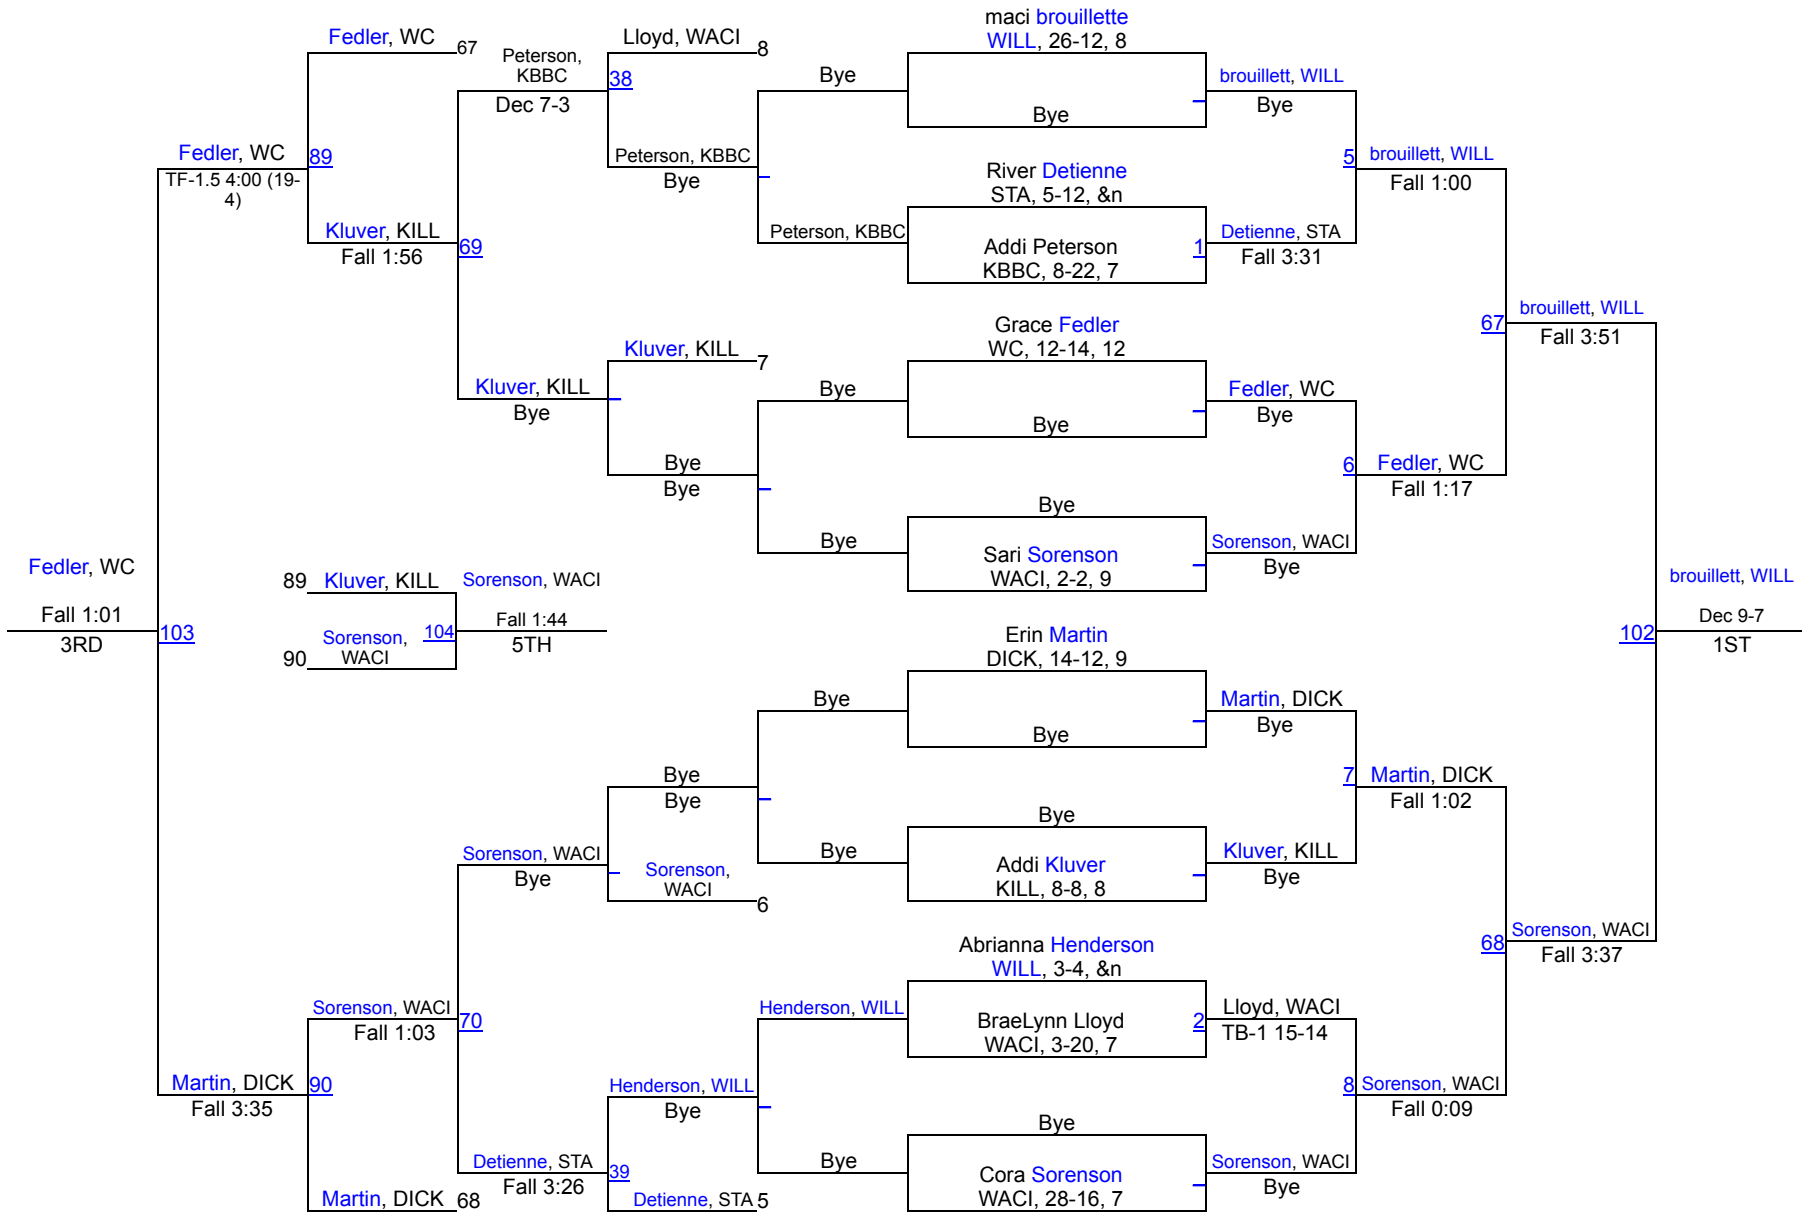 Fedler, WC
Fall 1:01
3RD
103
Fedler, WC
TF-1.5 4:00 (19-
4)
Martin, DICK
Fall 3:35
Fedler, WC
67
89
Kluver, KILL
Fall 1:56
89
Kluver, KILL
90
Sorenson,
WACI
104
Sorenson, WACI
Fall 1:44
5TH
Sorenson, WACI
Fall 1:03
90
Martin, DICK
68
Peterson,
KBBC
Dec 7-3
69
Kluver, KILL
Bye
Sorenson, WACI
Bye
70
Detienne, STA
Fall 3:26
Lloyd, WACI
8
38
Peterson, KBBC
Bye
Kluver, KILL
7
Bye
Bye
Bye
Bye
Sorenson,
WACI
6
Henderson, WILL
Bye
39
Detienne, STA
5
Bye
Peterson, KBBC
Bye
Bye
Bye
Bye
Henderson, WILL
Bye
maci brouillette
WILL, 26-12, 8
Bye
River Detienne
STA, 5-12, &n
Addi Peterson
KBBC, 8-22, 7
1
Grace Fedler
WC, 12-14, 12
Bye
Bye
Sari Sorenson
WACI, 2-2, 9
Erin Martin
DICK, 14-12, 9
Bye
Bye
Addi Kluver
KILL, 8-8, 8
Abrianna Henderson
WILL, 3-4, &n
BraeLynn Lloyd
WACI, 3-20, 7
2
Bye
Cora Sorenson
WACI, 28-16, 7
brouillett, WILL
Bye
5
Detienne, STA
Fall 3:31
Fedler, WC
Bye
6
Sorenson, WACI
Bye
Martin, DICK
Bye
7
Kluver, KILL
Bye
Lloyd, WACI
TB-1 15-14
8
Sorenson, WACI
Bye
brouillett, WILL
Fall 1:00
67
Fedler, WC
Fall 1:17
Martin, DICK
Fall 1:02
68
Sorenson, WACI
Fall 0:09
brouillett, WILL
Fall 3:51
102
Sorenson, WACI
Fall 3:37
brouillett, WILL
Dec 9-7
1ST